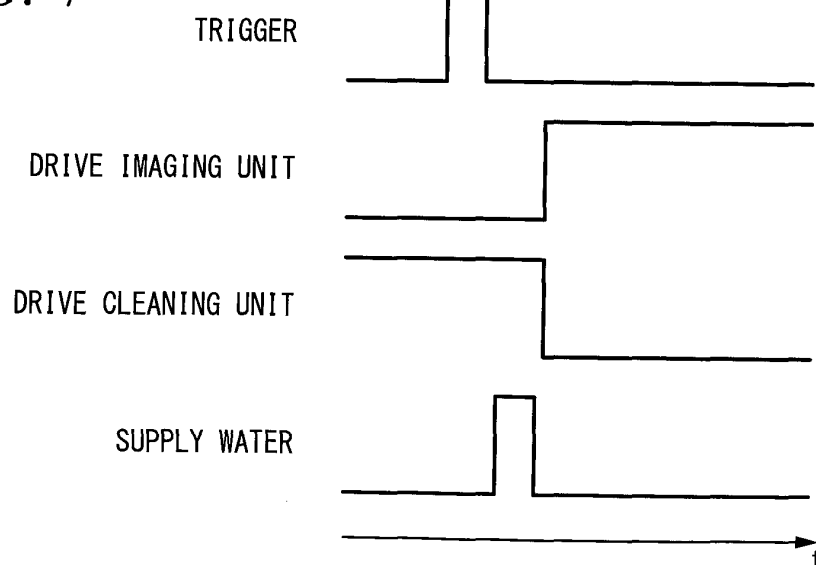 TRIGGER
DRIVE IMAGING UNIT
DRIVE CLEANING UNIT
SUPPLY WATER
t